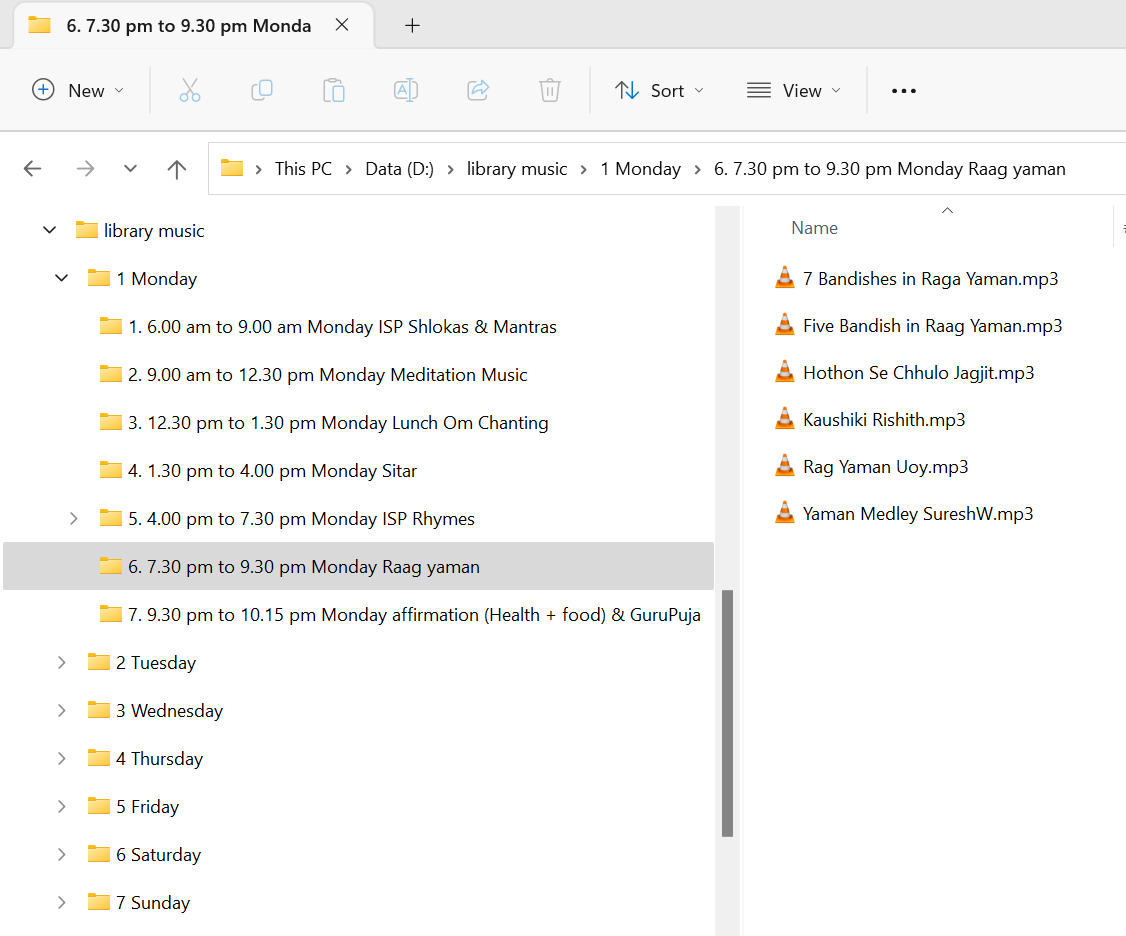 6. 7.30 pm to 9.30 pm Monda
New
Sort
View
This PC > Data (D:) > library music > 1 Monday > 6. 7.30 pm to 9.30 pm Monday Raag yaman
library music
1 Monday
1. 6.00 am to 9.00 am Monday ISP Shlokas & Mantras
2. 9.00 am to 12.30 pm Monday Meditation Music
3. 12.30 pm to 1.30 pm Monday Lunch Om Chanting
4. 1.30 pm to 4.00 pm Monday Sitar
5. 4.00 pm to 7.30 pm Monday ISP Rhymes
6. 7.30 pm to 9.30 pm Monday Raag yaman
7. 9.30 pm to 10.15 pm Monday affirmation (Health + food) & GuruPuja
2 Tuesday
3 Wednesday
4 Thursday
5 Friday
6 Saturday
7 Sunday
Name
7 Bandishes in Raga Yaman.mp3
Five Bandish in Raag Yaman.mp3
Hothon Se Chhulo Jagjit.mp3
Kaushiki Rishith.mp3
Rag Yaman Uoy.mp3
Yaman Medley SureshW.mp3